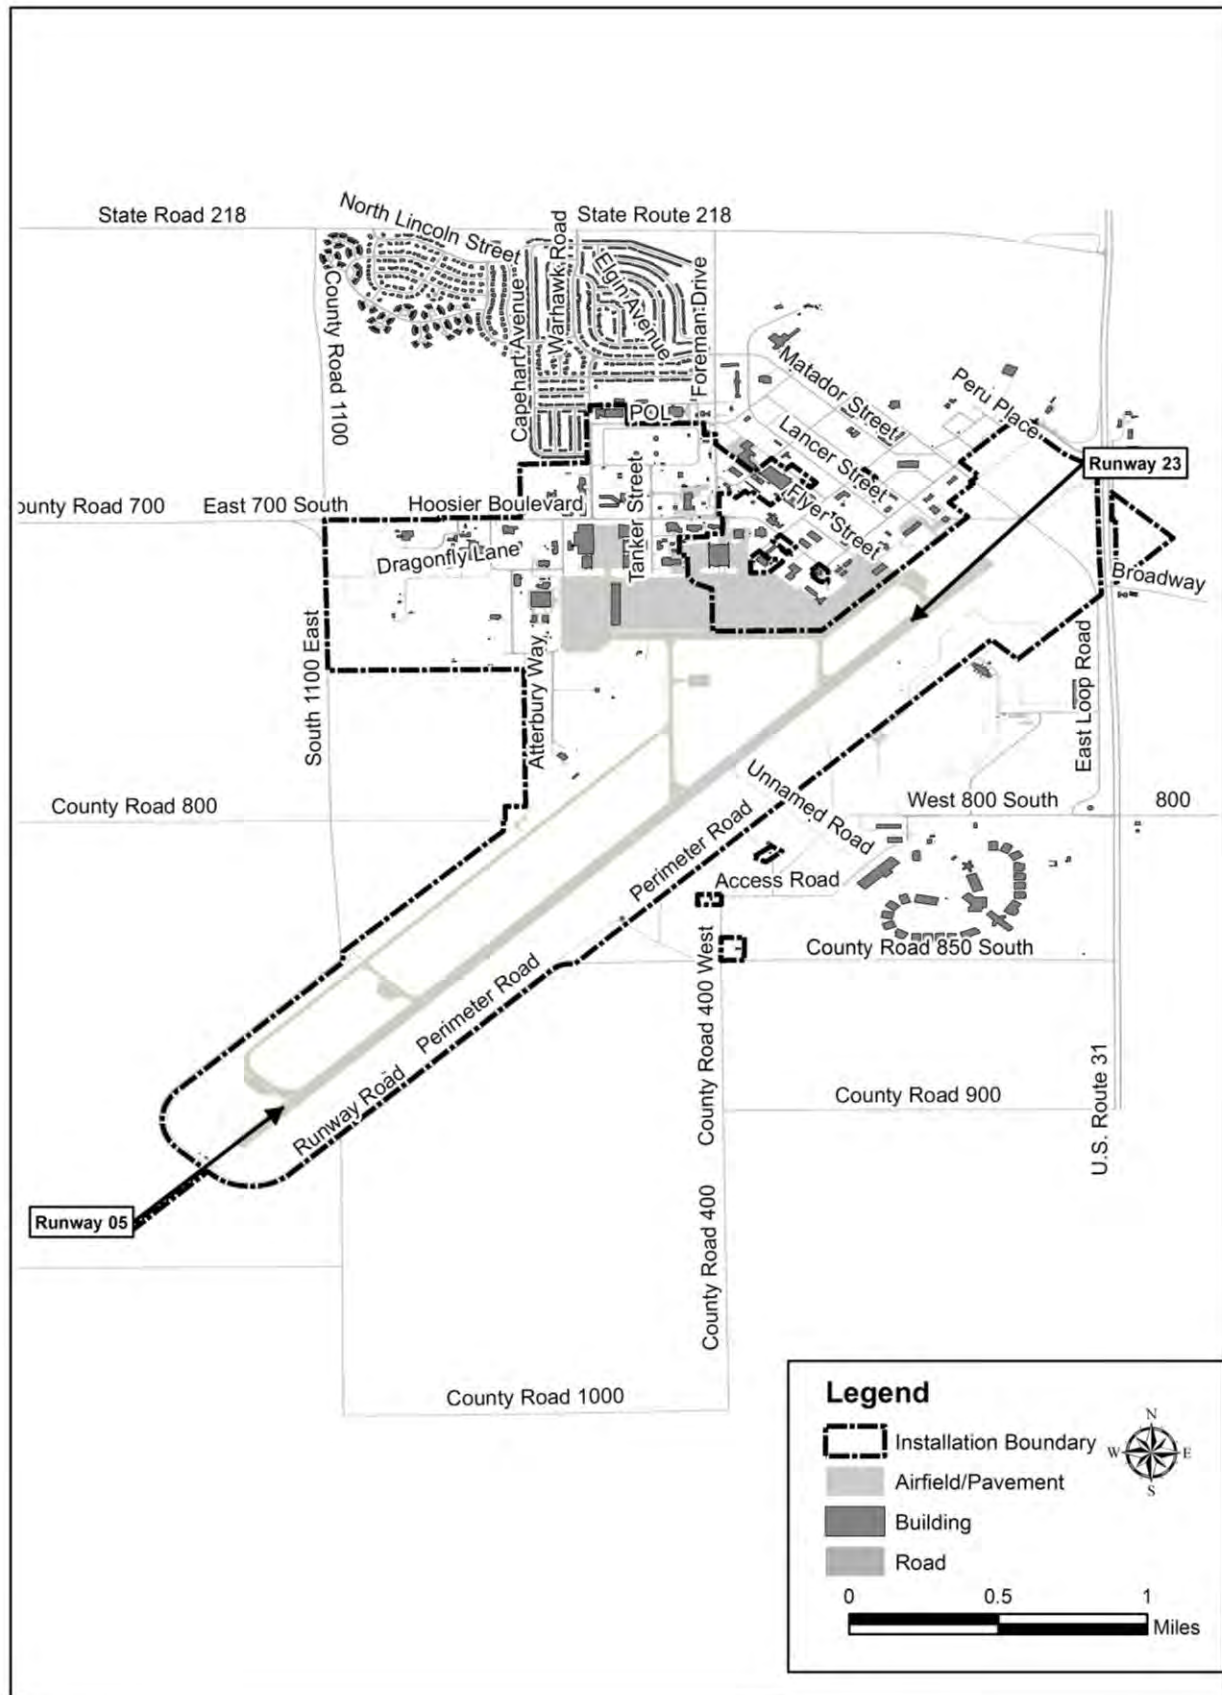 State Road 218
North Lincoln Street
State Route 218
County Road 1100
Capehart Avenue
Warhawk Road
Elgin Avenue
Foreman Drive
Matador Street
Peru Place
POL
Lancer Street
Runway 23
ounty Road 700
East 700 South
Hoosier Boulevard
Tanker Street
Flyer Street
Dragonfly Lane
Broadway
South 1100 East
Atterbury Way
East Loop Road
County Road 800
Unnamed Road
West 800 South
800
Perimeter Road
Access Road
County Road 850 South
Perimeter Road
County Road 400 West
Runway Road
County Road 900
U.S. Route 31
Runway 05
County Road 400
County Road 1000
Legend
Installation Boundary
N
W
E
S
Airfield/Pavement
Building
Road
0 0.5 1
Miles